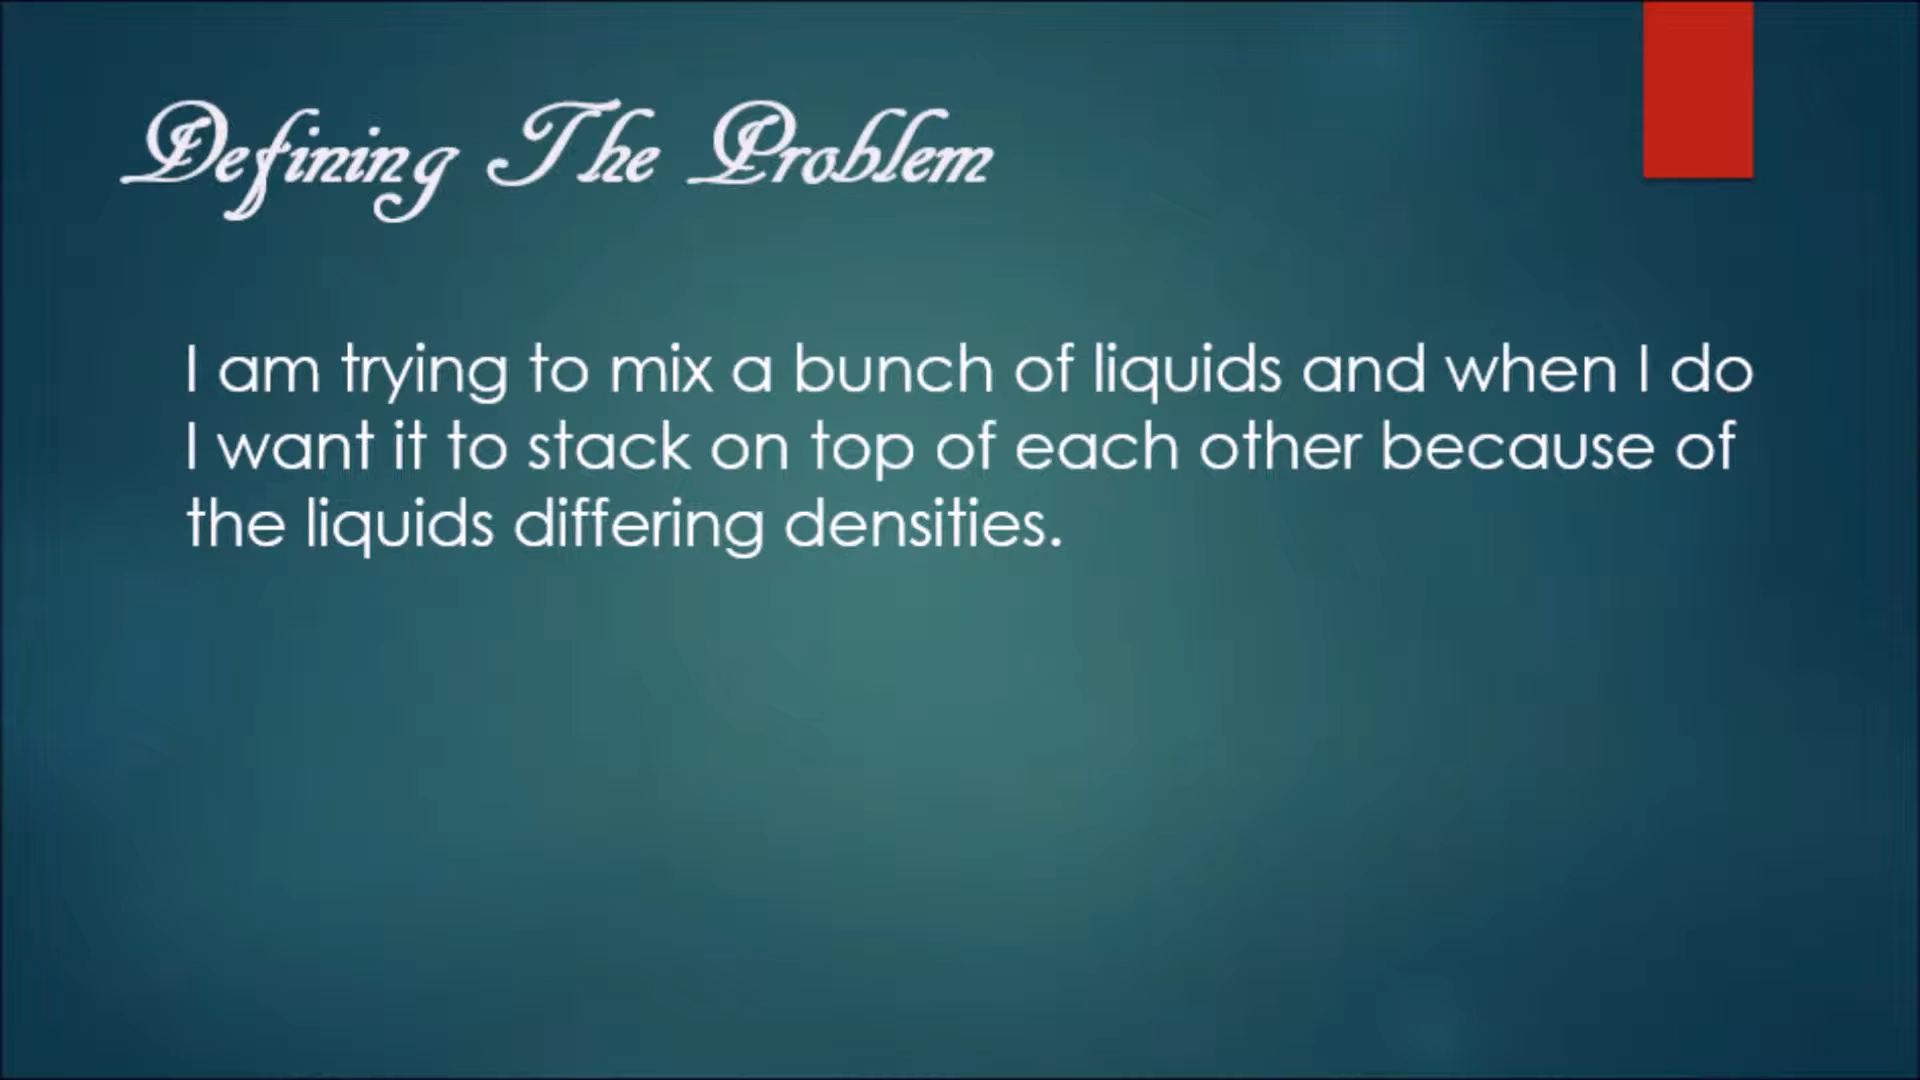 Defining The Problem
I am trying to mix a bunch of liquids and when I do
I want it to stack on top of each other because of
the liquids differing densities.